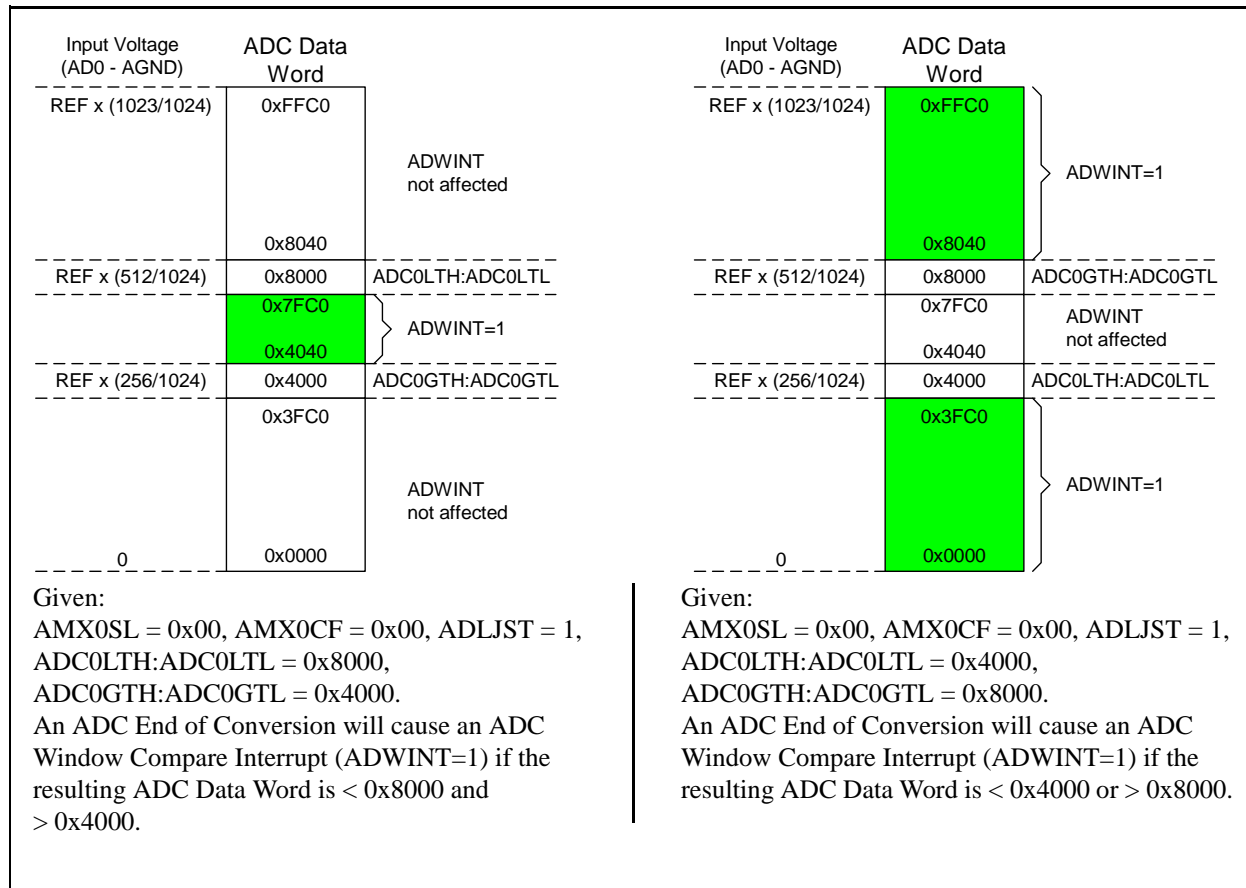 Input Voltage
(AD0 - AGND)
ADC Data
Word
REF x (1023/1024)
0xFFC0
ADWINT
not affected
0x8040
REF x (512/1024)
0x8000
ADC0LTH:ADC0LTL
0x7FC0
ADWINT=1
0x4040
REF x (256/1024)
0x4000
ADC0GTH:ADC0GTL
0x3FC0
ADWINT
not affected
0
0x0000
Given:
AMX0SL = 0x00, AMX0CF = 0x00, ADLJST = 1,
ADC0LTH:ADC0LTL = 0x8000,
ADC0GTH:ADC0GTL = 0x4000.
An ADC End of Conversion will cause an ADC
Window Compare Interrupt (ADWINT=1) if the
resulting ADC Data Word is < 0x8000 and
> 0x4000.
Input Voltage
(AD0 - AGND)
ADC Data
Word
REF x (1023/1024)
0xFFC0
ADWINT=1
0x8040
REF x (512/1024)
0x8000
ADC0GTH:ADC0GTL
0x7FC0
ADWINT
not affected
0x4040
REF x (256/1024)
0x4000
ADC0LTH:ADC0LTL
0x3FC0
ADWINT=1
0
0x0000
Given:
AMX0SL = 0x00, AMX0CF = 0x00, ADLJST = 1,
ADC0LTH:ADC0LTL = 0x4000,
ADC0GTH:ADC0GTL = 0x8000.
An ADC End of Conversion will cause an ADC
Window Compare Interrupt (ADWINT=1) if the
resulting ADC Data Word is < 0x4000 or > 0x8000.